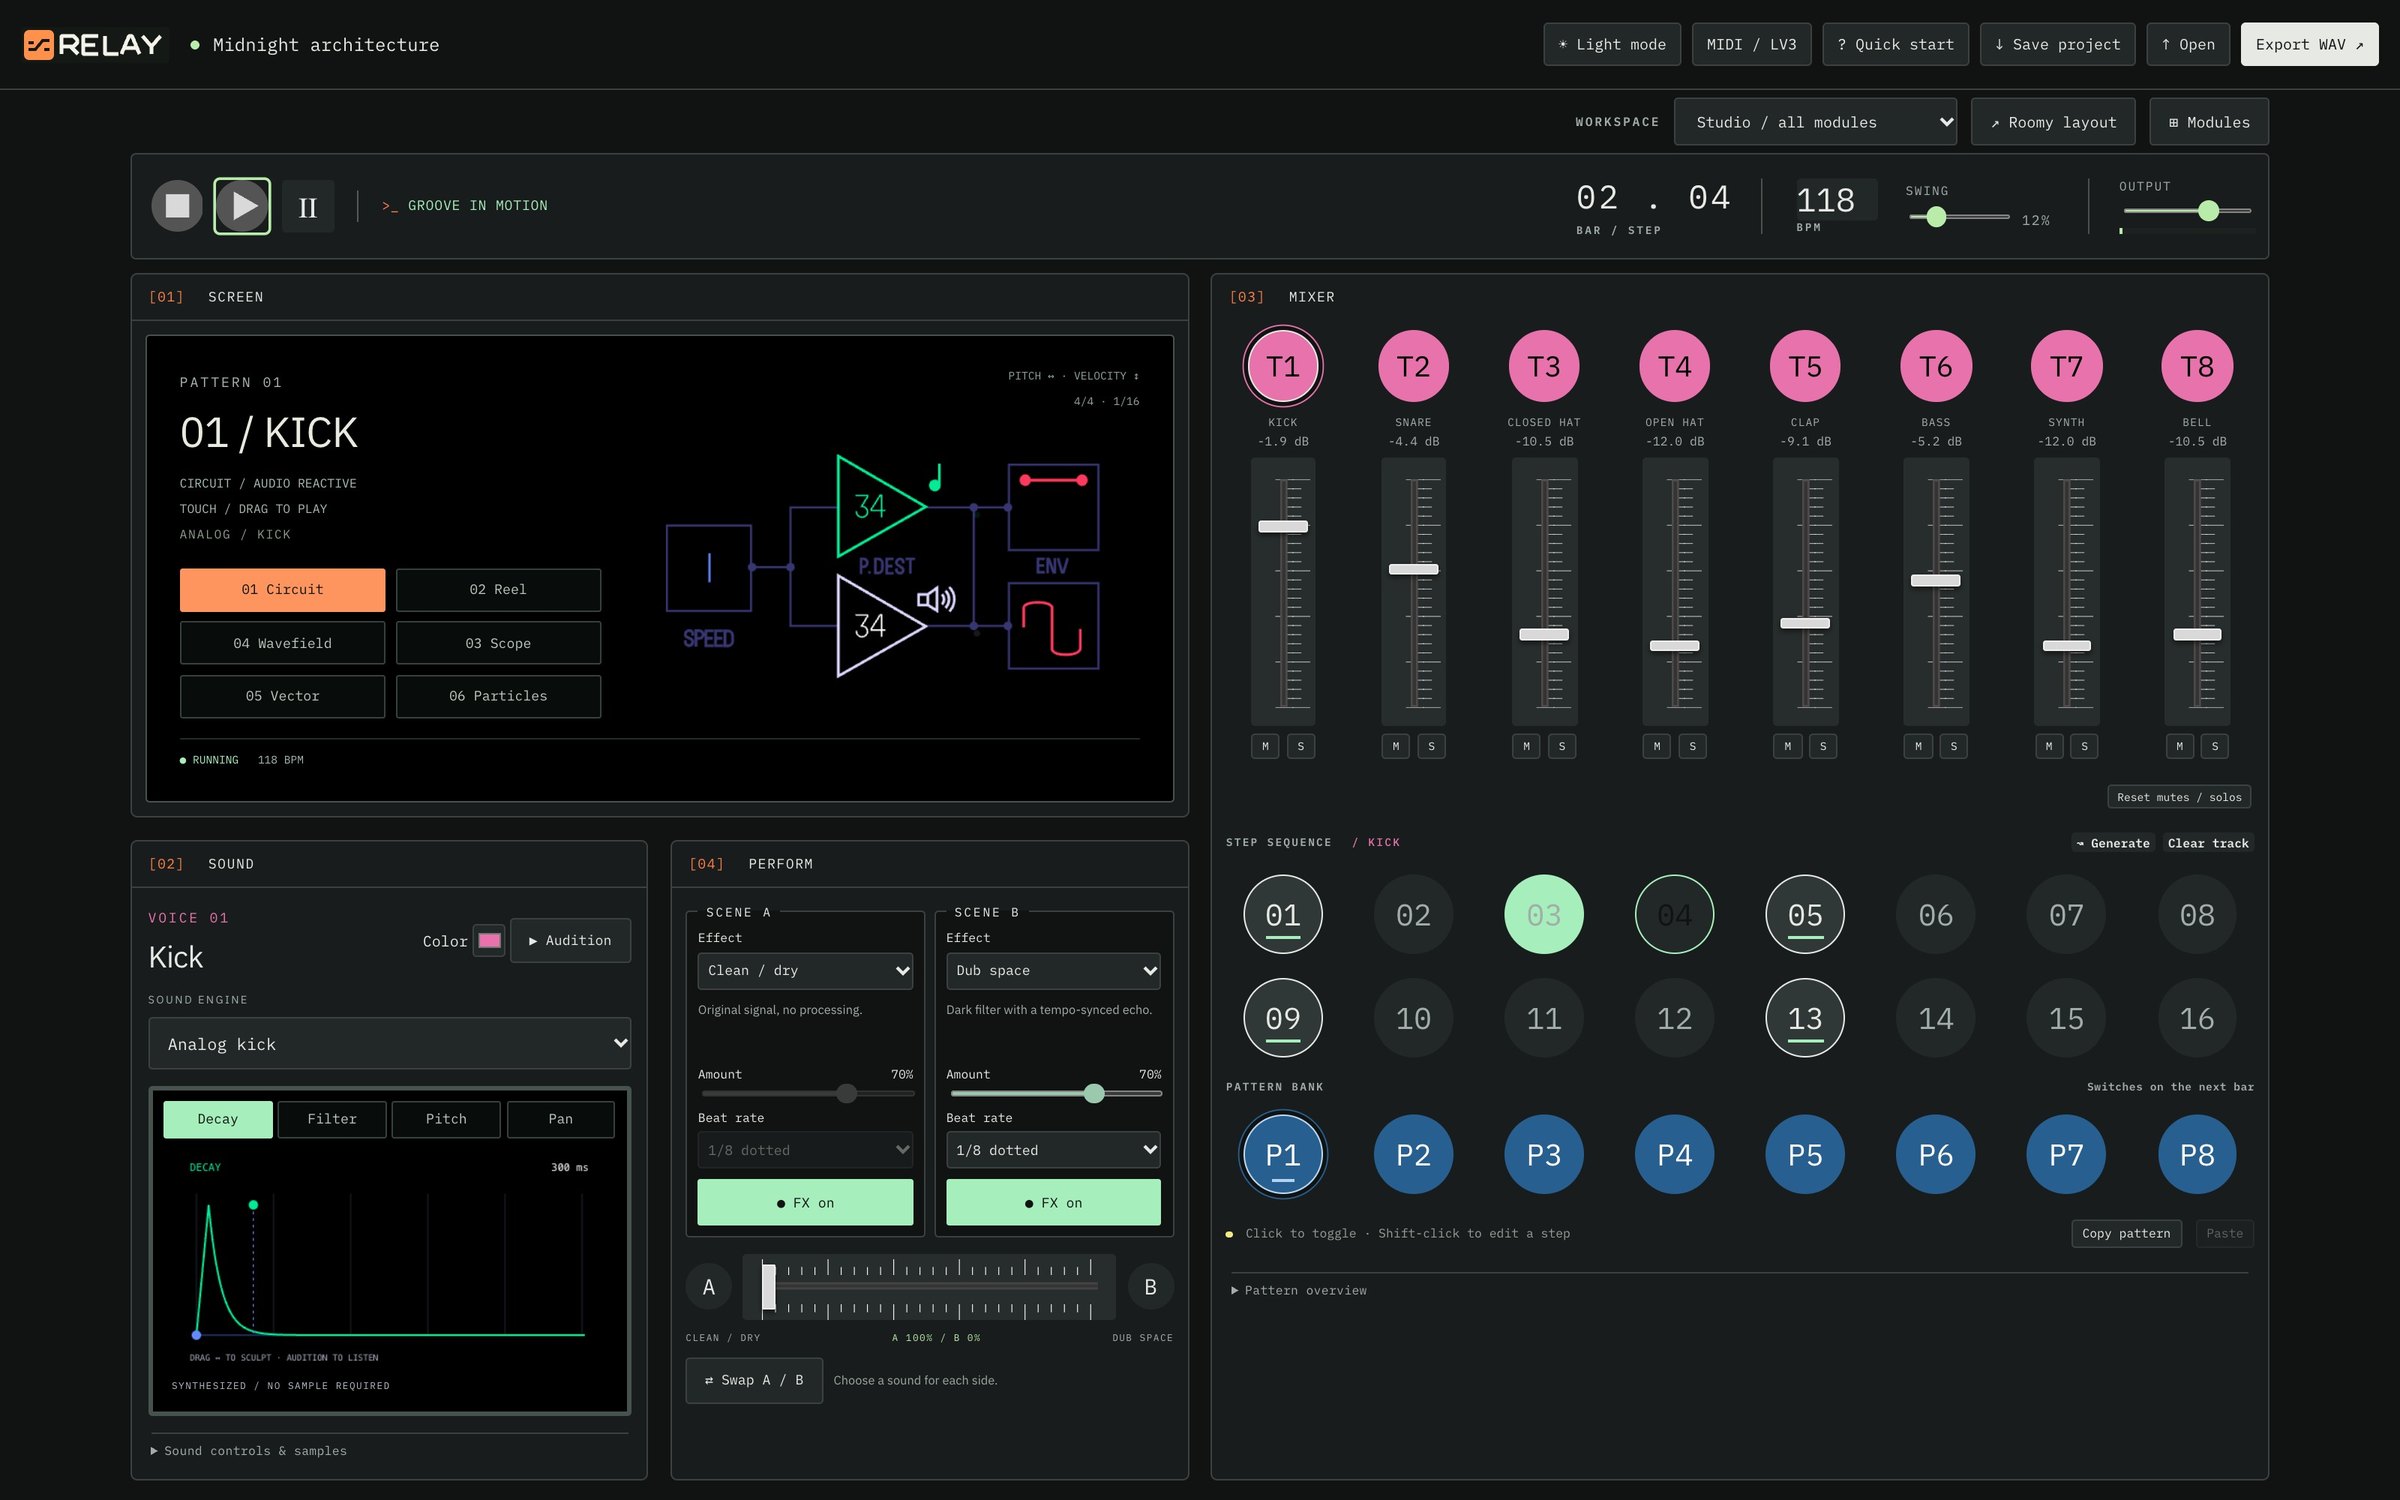 RELAY
Midnight architecture
☀ Light mode
MIDI / LV3
? Quick start
↓ Save project
↑ Open
Export WAV ↗
WORKSPACE
Studio / all modules
↗ Roomy layout
⊞ Modules
II
>_ GROOVE IN MOTION
02 . 04
BAR / STEP
118
BPM
SWING
12%
OUTPUT
[01] SCREEN
PATTERN 01
PITCH ↔ · VELOCITY ↕
4/4 · 1/16
01 / KICK
CIRCUIT / AUDIO REACTIVE
TOUCH / DRAG TO PLAY
ANALOG / KICK
01 Circuit
02 Reel
04 Wavefield
03 Scope
05 Vector
06 Particles
SPEED
34
P.DEST
34
ENV
RUNNING 118 BPM
[02] SOUND
VOICE 01
Kick
Color
▶ Audition
SOUND ENGINE
Analog kick
Decay
Filter
Pitch
Pan
DECAY
300 ms
DRAG ↔ TO SCULPT · AUDITION TO LISTEN
SYNTHESIZED / NO SAMPLE REQUIRED
▶ Sound controls & samples
[04] PERFORM
SCENE A
Effect
Clean / dry
Original signal, no processing.
Amount 70%
Beat rate
1/8 dotted
● FX on
SCENE B
Effect
Dub space
Dark filter with a tempo-synced echo.
Amount 70%
Beat rate
1/8 dotted
● FX on
A
B
CLEAN / DRY
A 100% / B 0%
DUB SPACE
⇄ Swap A / B
Choose a sound for each side.
[03] MIXER
T1 T2 T3 T4 T5 T6 T7 T8
KICK SNARE CLOSED HAT OPEN HAT CLAP BASS SYNTH BELL
-1.9 dB -4.4 dB -10.5 dB -12.0 dB -9.1 dB -5.2 dB -12.0 dB -10.5 dB
M S M S M S M S M S M S M S M S
Reset mutes / solos
STEP SEQUENCE / KICK
↝ Generate
Clear track
01 02 03 04 05 06 07 08
09 10 11 12 13 14 15 16
PATTERN BANK
Switches on the next bar
P1 P2 P3 P4 P5 P6 P7 P8
Click to toggle · Shift-click to edit a step
Copy pattern
Paste
▶ Pattern overview